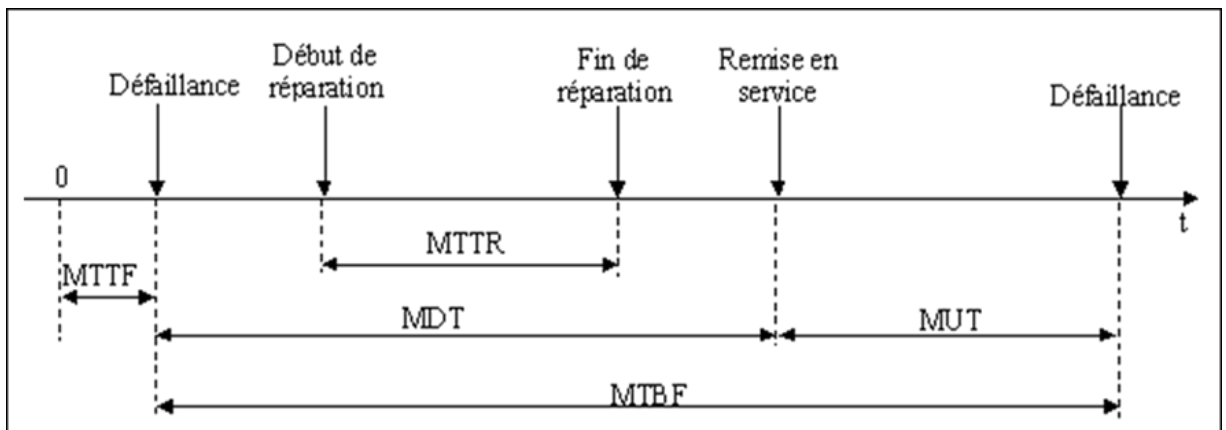 Défaillance
Début de
réparation
Fin de
réparation
Remise en
service
Défaillance
0
t
MTTR
MTTF
MDT
MUT
MTBF